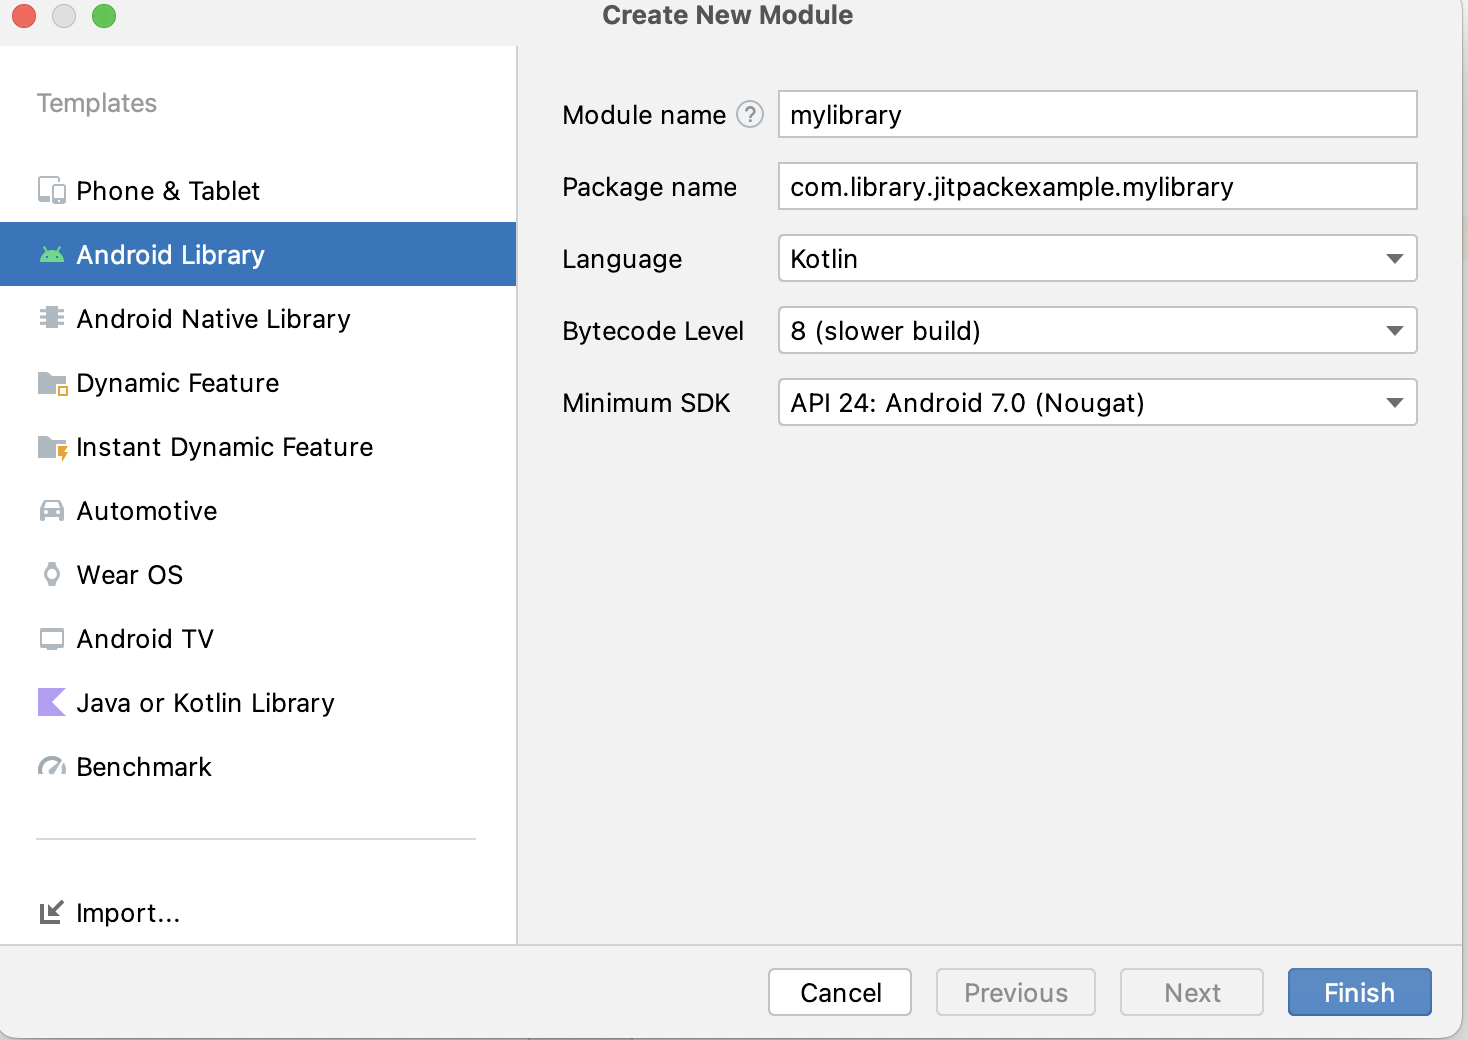 Create New Module
Templates
Phone & Tablet
Android Library
Android Native Library
Dynamic Feature
Instant Dynamic Feature
Automotive
Wear OS
Android TV
Java or Kotlin Library
Benchmark
Import...
Module name ? mylibrary
Package name com.library.jitpackexample.mylibrary
Language Kotlin
Bytecode Level 8 (slower build)
Minimum SDK API 24: Android 7.0 (Nougat)
Cancel Previous Next Finish